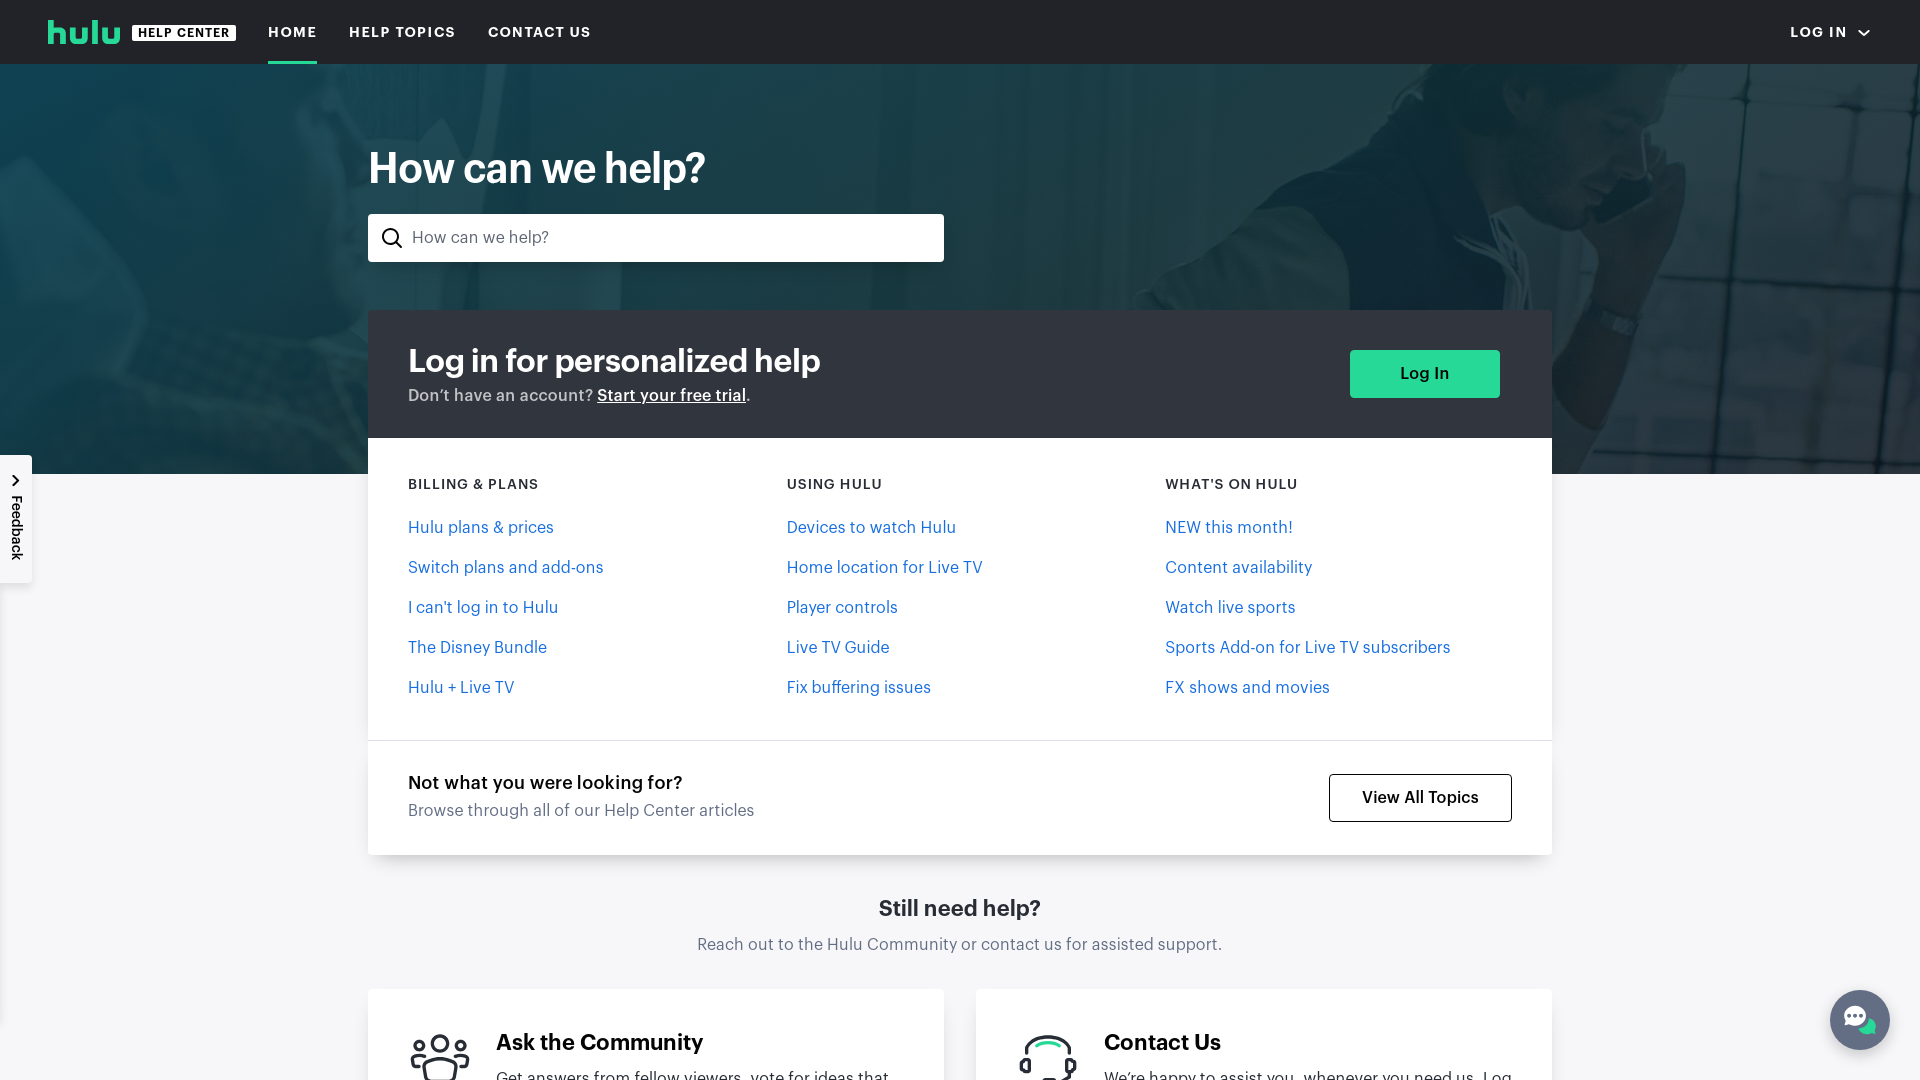 hulu HELP CENTER HOME HELP TOPICS CONTACT US LOG IN
How can we help?
How can we help?
Log in for personalized help
Don’t have an account? Start your free trial.
Log In
Feedback
BILLING & PLANS
Hulu plans & prices
Switch plans and add-ons
I can't log in to Hulu
The Disney Bundle
Hulu + Live TV
USING HULU
Devices to watch Hulu
Home location for Live TV
Player controls
Live TV Guide
Fix buffering issues
WHAT'S ON HULU
NEW this month!
Content availability
Watch live sports
Sports Add-on for Live TV subscribers
FX shows and movies
Not what you were looking for?
Browse through all of our Help Center articles
View All Topics
Still need help?
Reach out to the Hulu Community or contact us for assisted support.
Ask the Community
Get answers from fellow viewers, vote for ideas that
Contact Us
We’re happy to assist you, whenever you need us. Log